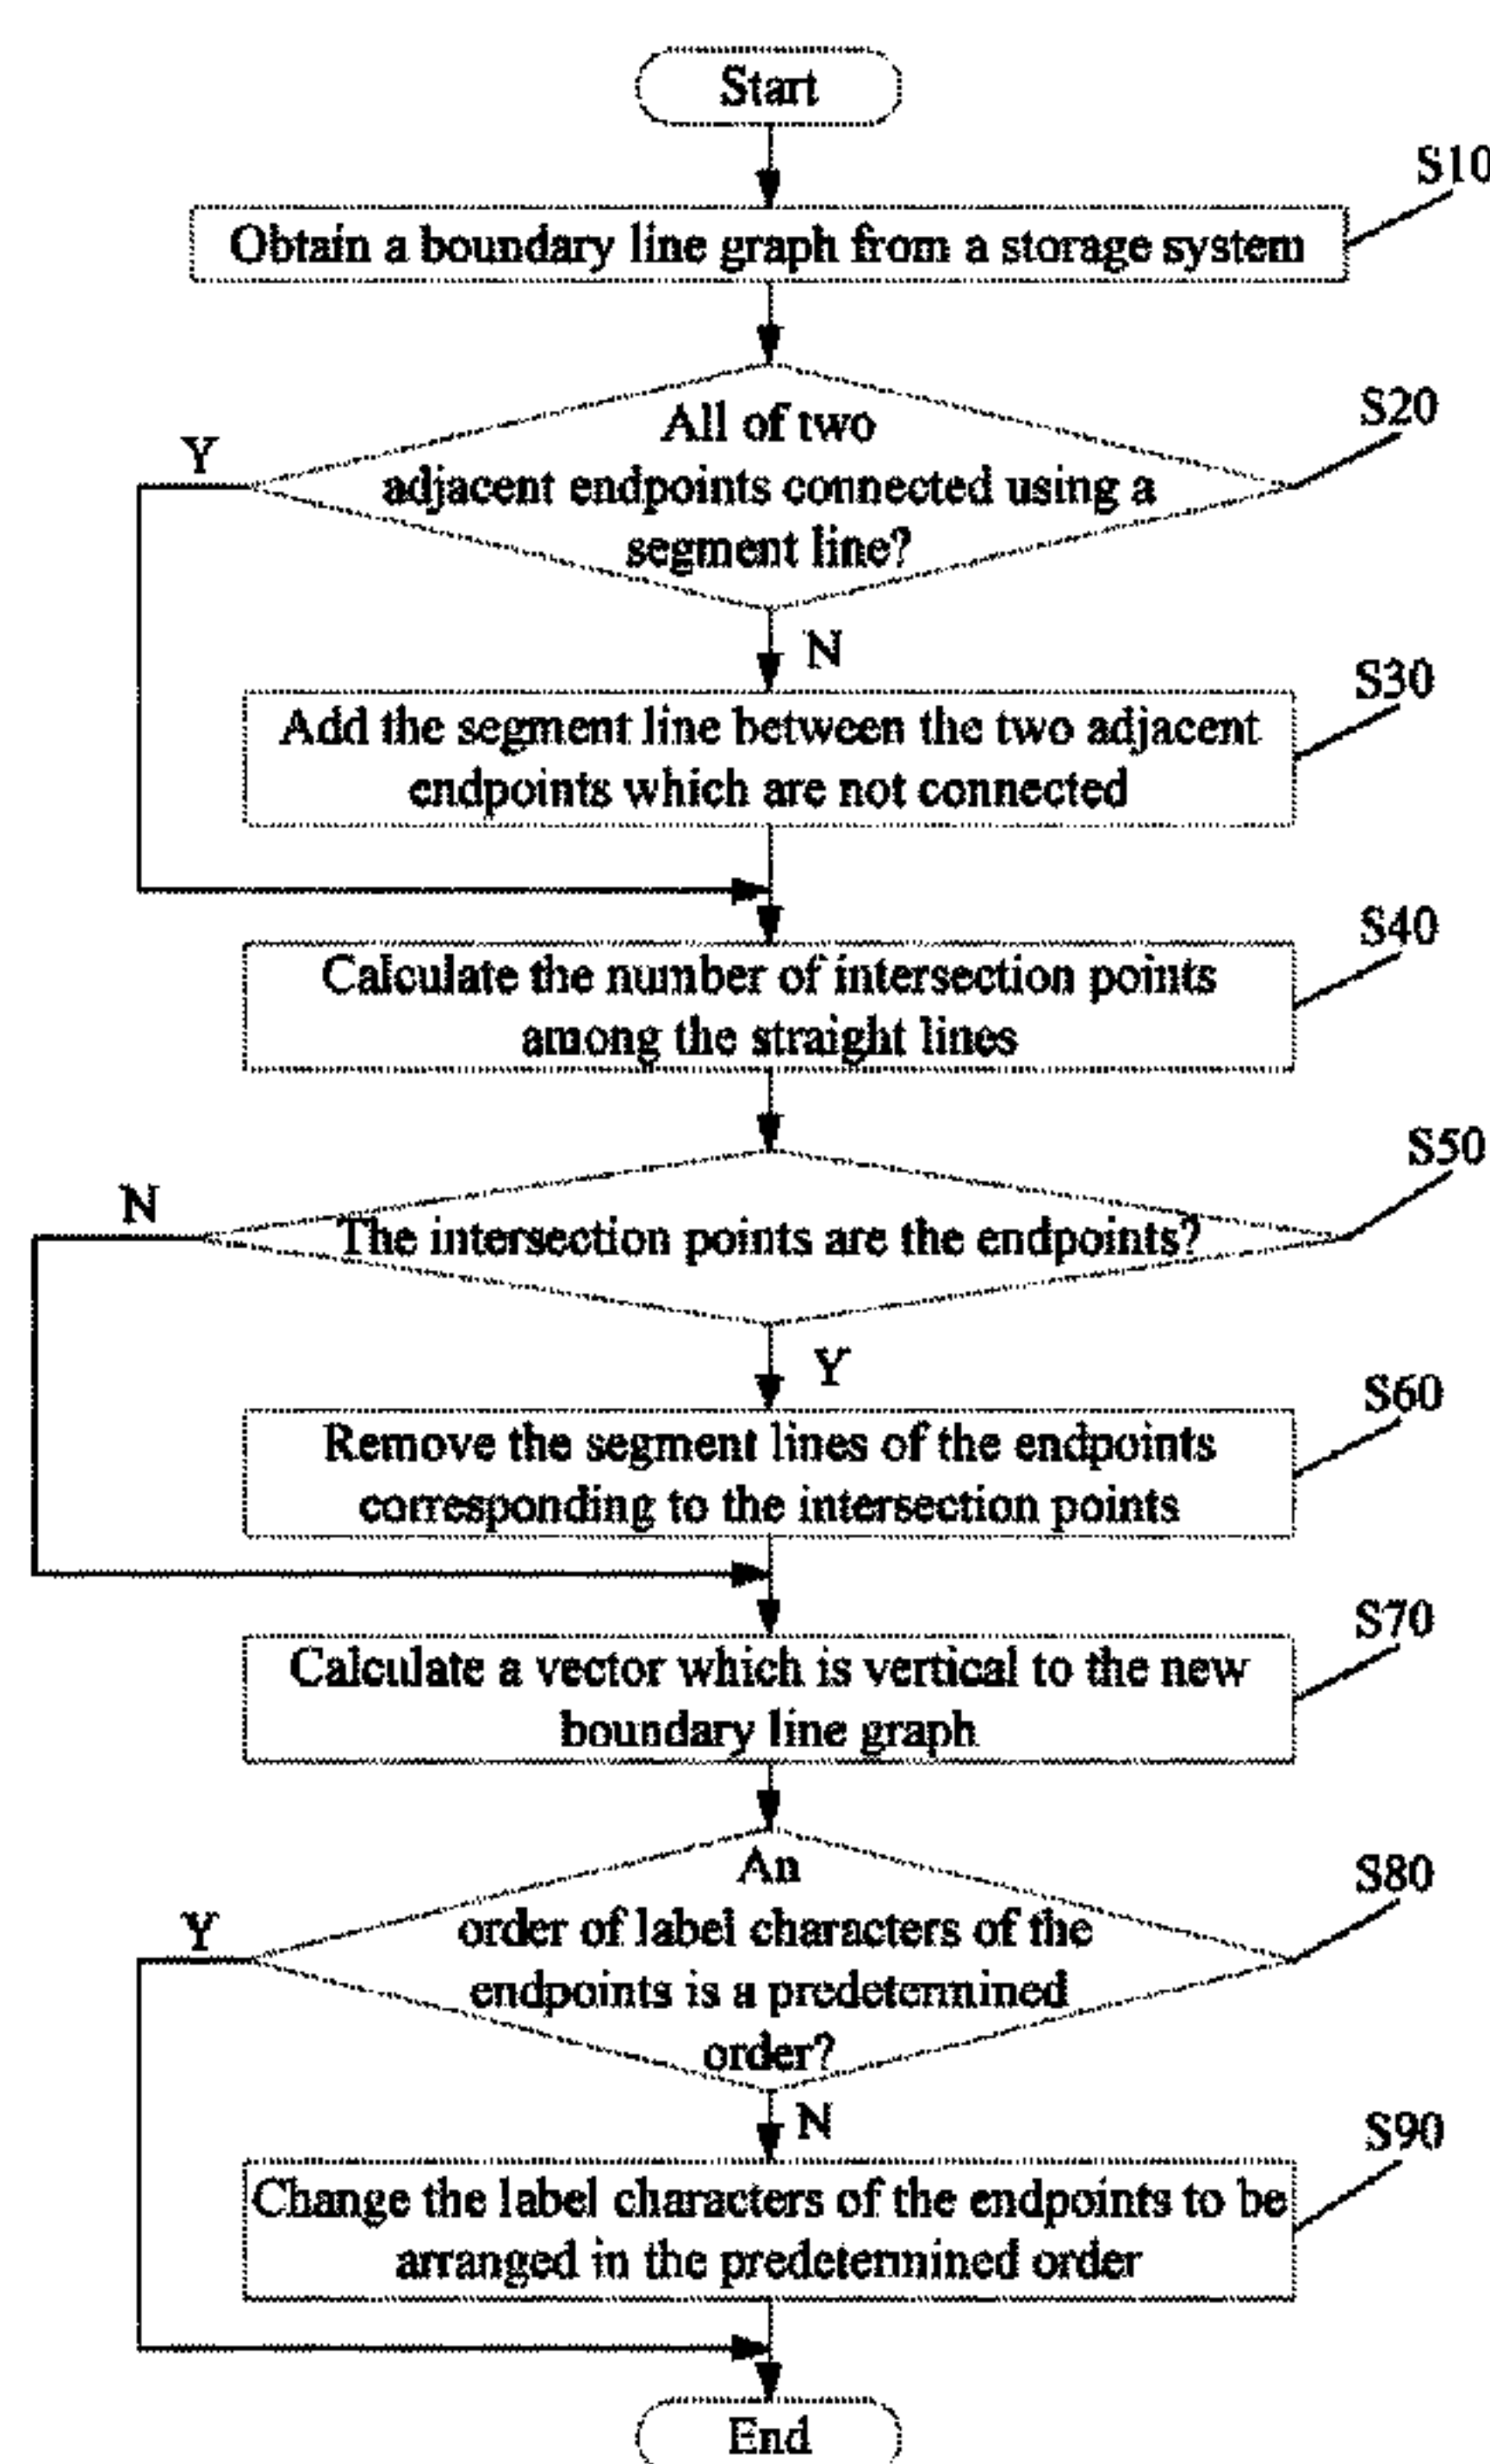 Start
S10
Obtain a boundary line graph from a storage system
S20
All of two
adjacent endpoints connected using a
segment line?
Y
N
S30
Add the segment line between the two adjacent
endpoints which are not connected
S40
Calculate the number of intersection points
among the straight lines
S50
N
The intersection points are the endpoints?
Y
S60
Remove the segment lines of the endpoints
corresponding to the intersection points
S70
Calculate a vector which is vertical to the new
boundary line graph
S80
An
order of label characters of the
endpoints is a predetermined
order?
Y
N
S90
Change the label characters of the endpoints to be
arranged in the predetermined order
End